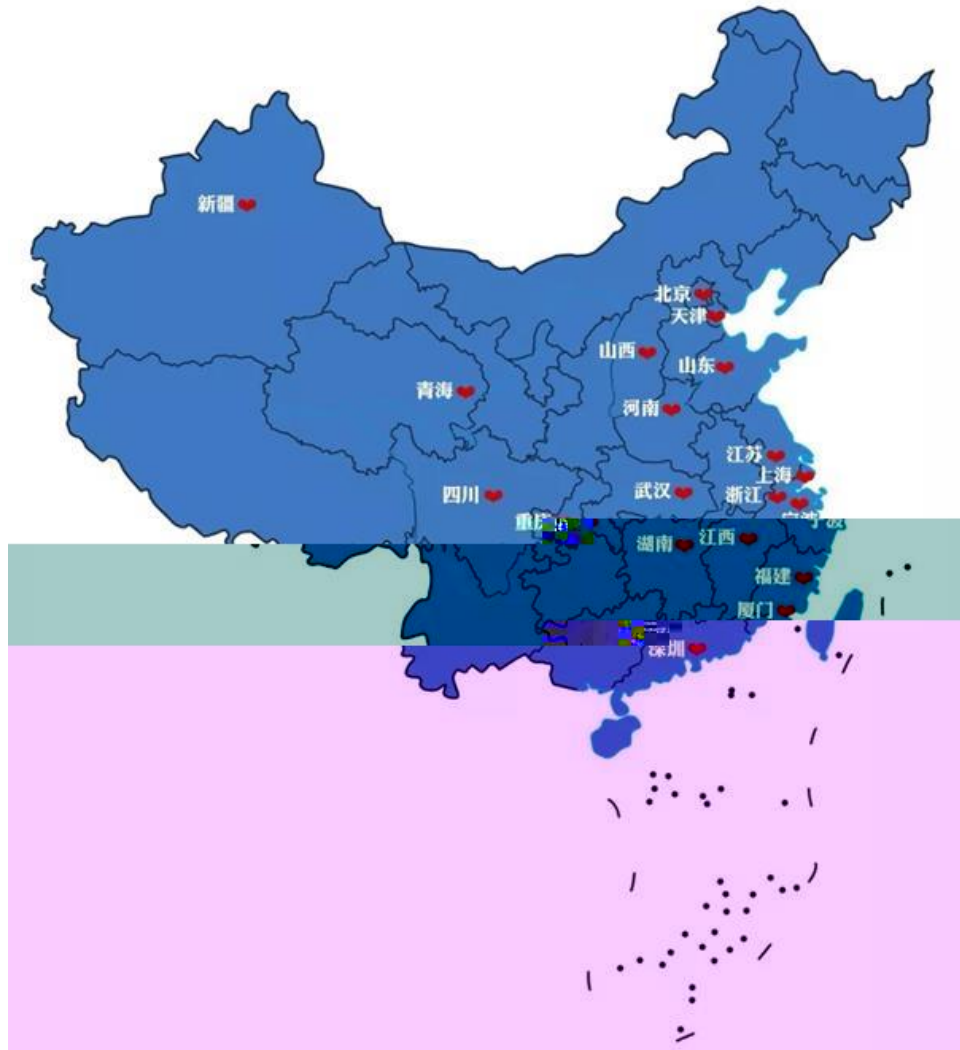 新疆
北京
天津
山西
山东
青海
河南
江苏
上海
四川
武汉
浙江
湖南
江西
福建
厦门
深圳